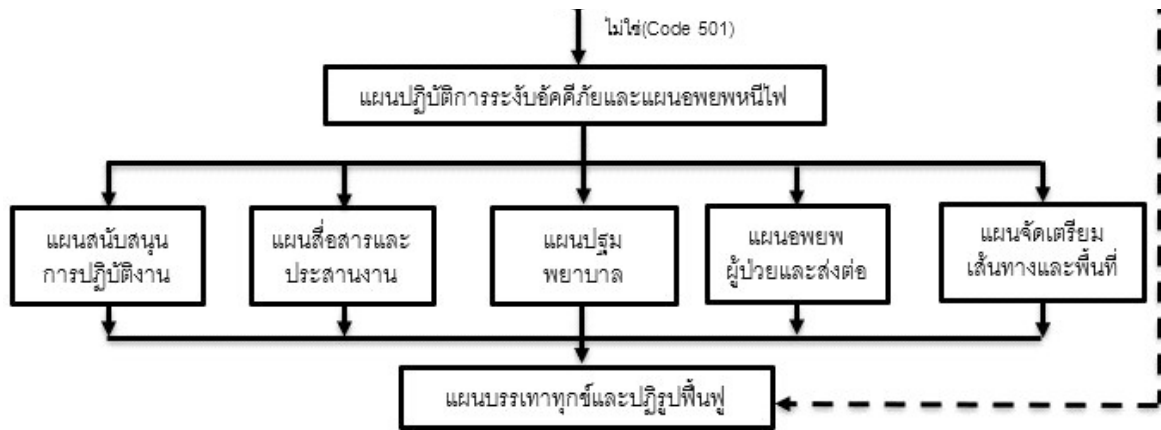 ไม่ใช่(Code 501)
แผนปฏิบัติการระงับอัคคีภัยและแผนอพยพหนีไฟ
แผนสนับสนุน
การปฏิบัติงาน
แผนสื่อสารและ
ประสานงาน
แผนปฐม
พยาบาล
แผนอพยพ
ผู้ป่วยและส่งต่อ
แผนจัดเตรียม
เส้นทางและพื้นที่
แผนบรรเทาทุกข์และปฏิรูปฟื้นฟู